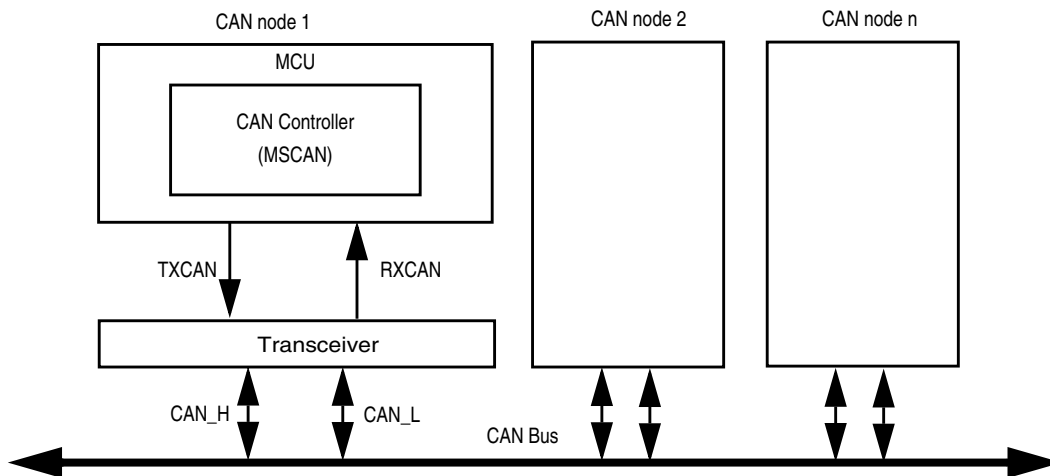 CAN node 1
CAN node 2
CAN node n
MCU
CAN Controller
(MSCAN)
TXCAN
RXCAN
Transceiver
CAN_H
CAN_L
CAN Bus